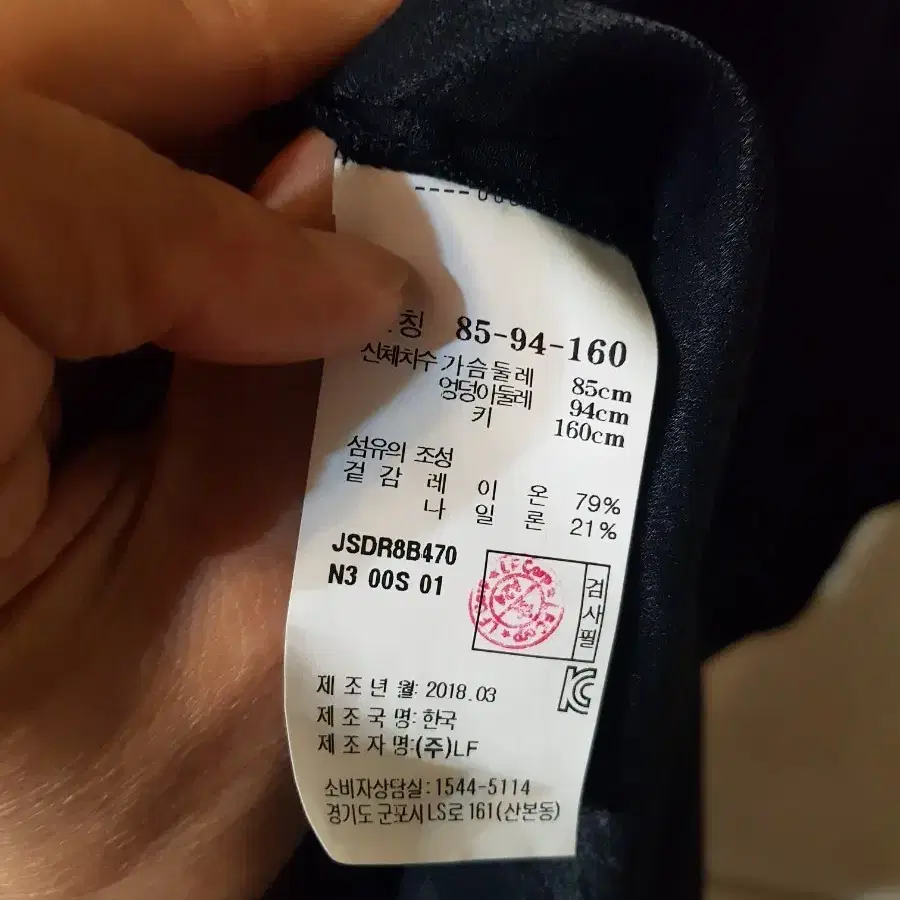 칭 85-94-160
신체치수 가슴둘레 85cm
엉덩이둘레 94cm
키 160cm
섬유의 조성
겉감 레이온 79%
나일론 21%
JSDR8B470
N3 00S 01
LF Corp
검사필
제조년월: 2018.03
제조국명: 한국
제조자명:(주)LF
소비자상담실:1544-5114
경기도 군포시 LS로 161(산본동)